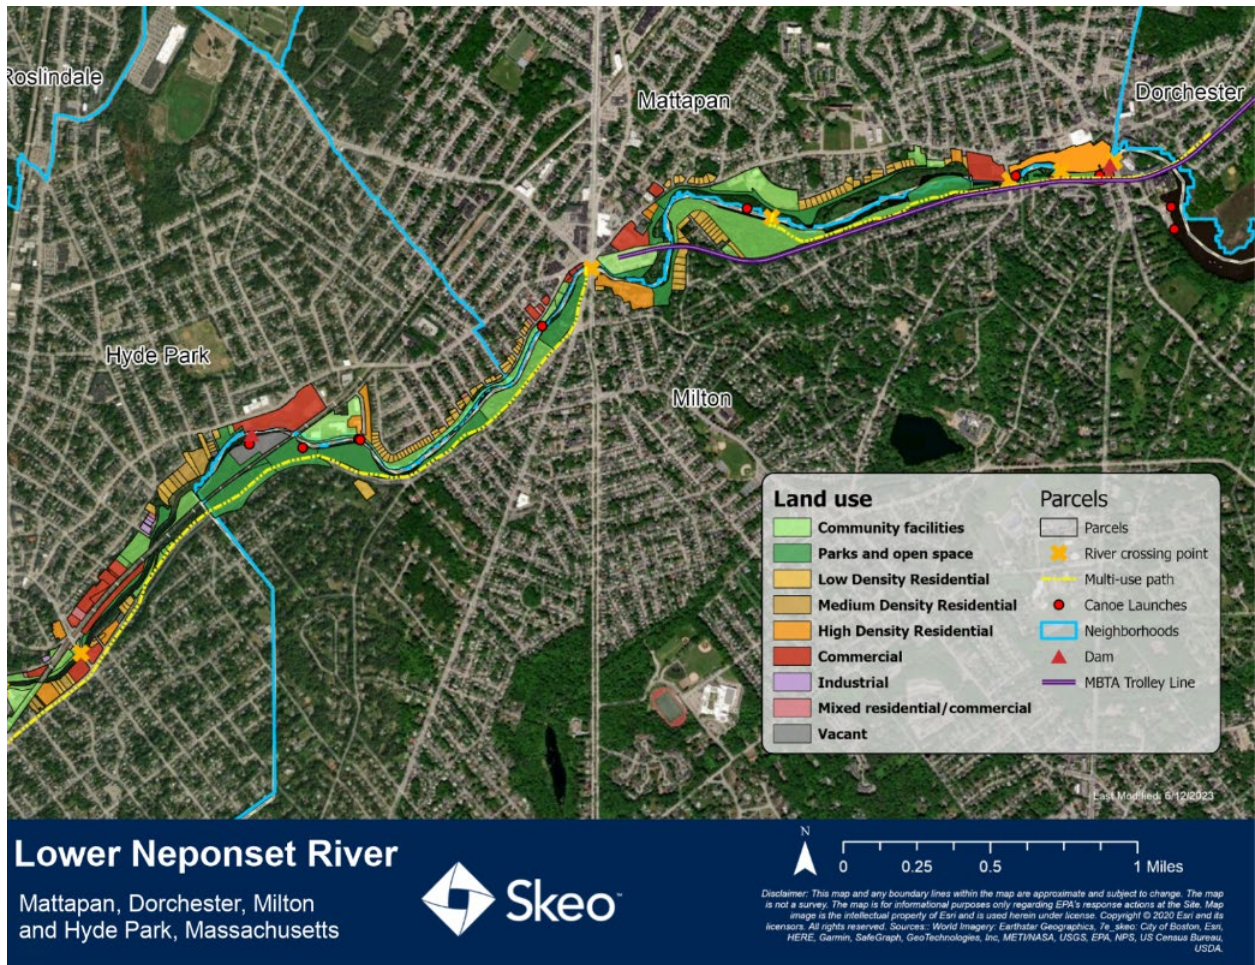 Roslindale
Mattapan
Dorchester
Hyde Park
Milton
Land use
Community facilities
Parks and open space
Low Density Residential
Medium Density Residential
High Density Residential
Commercial
Industrial
Mixed residential/commercial
Vacant
Parcels
Parcels
River crossing point
Multi-use path
Canoe Launches
Neighborhoods
Dam
MBTA Trolley Line
Last Modified: 6/12/2023
Lower Neponset River
Mattapan, Dorchester, Milton
and Hyde Park, Massachusetts
Skeo™
N
0 0.25 0.5 1 Miles
Disclaimer: This map and any boundary lines within the map are approximate and subject to change. The map
is not a survey. The map is for informational purposes only regarding EPA's response actions at the Site. Map
image is the intellectual property of Esri and is used herein under license. Copyright © 2020 Esri and its
licensors. All rights reserved. Sources:: World Imagery: Earthstar Geographics, 7e_skeo; City of Boston, Esri,
HERE, Garmin, SafeGraph, GeoTechnologies, Inc, METI/NASA, USGS, EPA, NPS, US Census Bureau,
USDA.